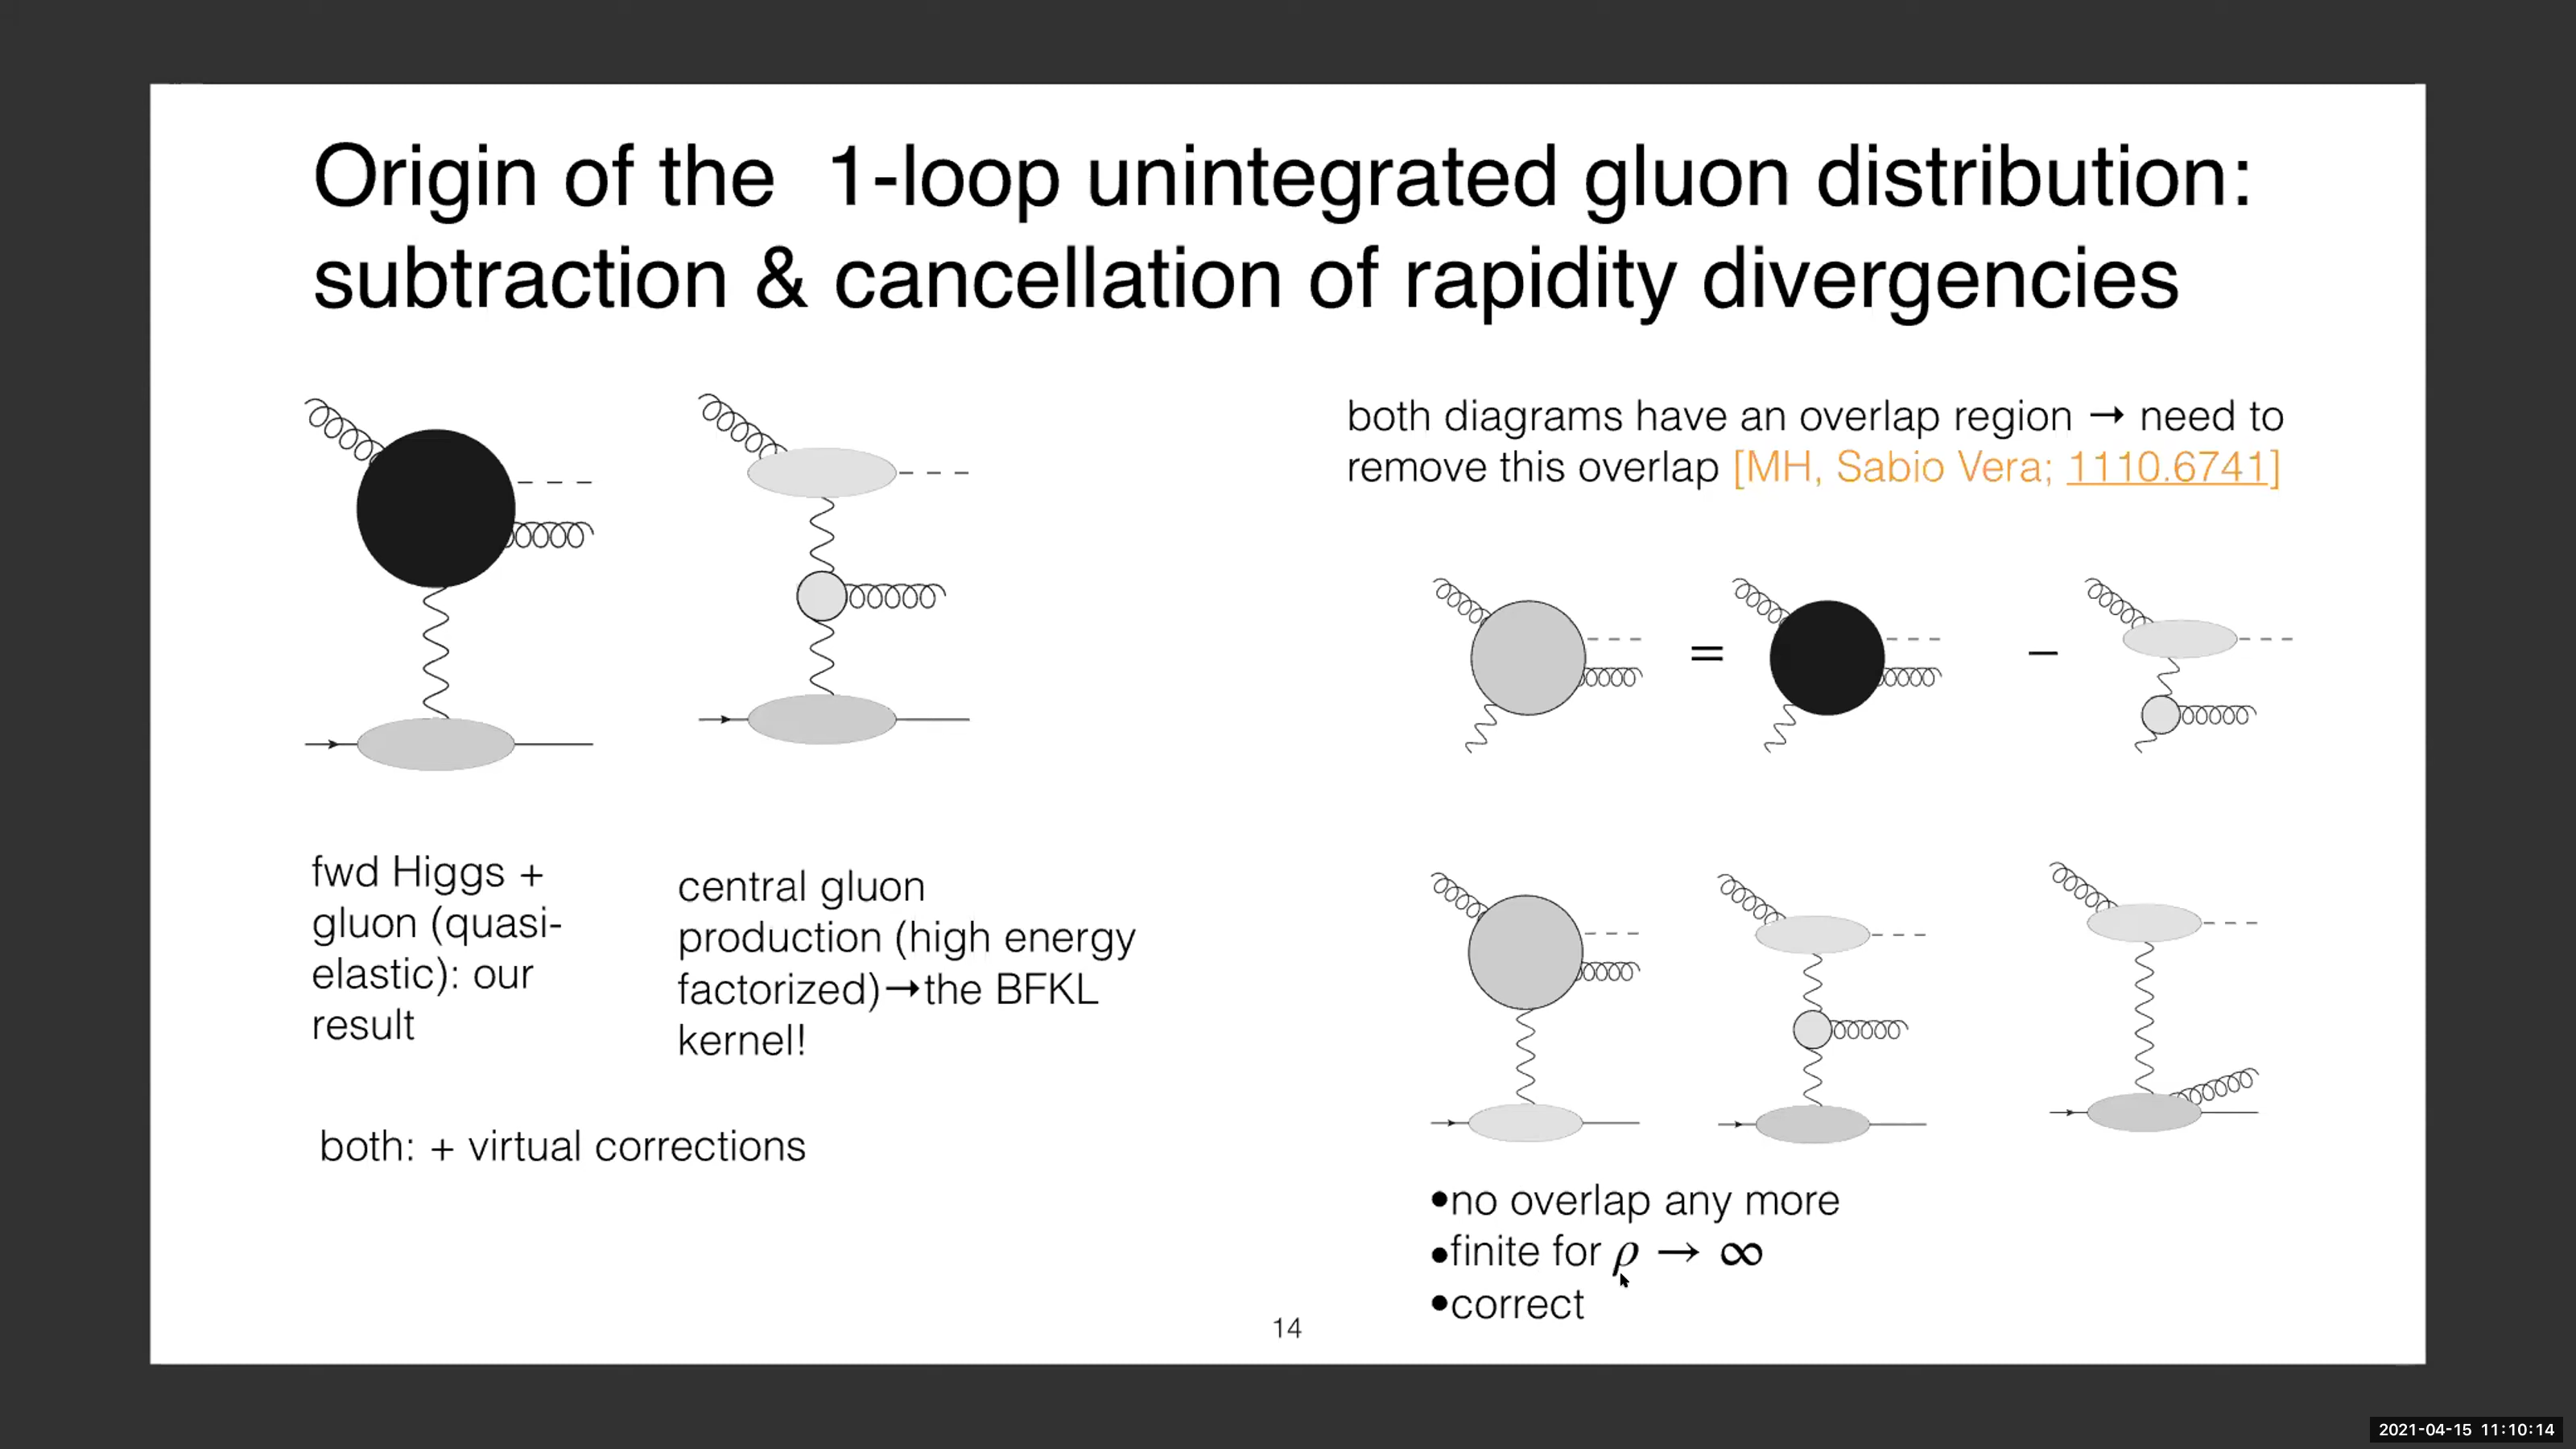 Origin of the 1-loop unintegrated gluon distribution:
subtraction & cancellation of rapidity divergencies
fwd Higgs +
gluon (quasi-
elastic): our
result
central gluon
production (high energy
factorized)→the BFKL
kernel!
both: + virtual corrections
both diagrams have an overlap region → need to
remove this overlap [MH, Sabio Vera; 1110.6741]
= −
•no overlap any more
•finite for ρ → ∞
•correct
14
2021-04-15 11:10:14